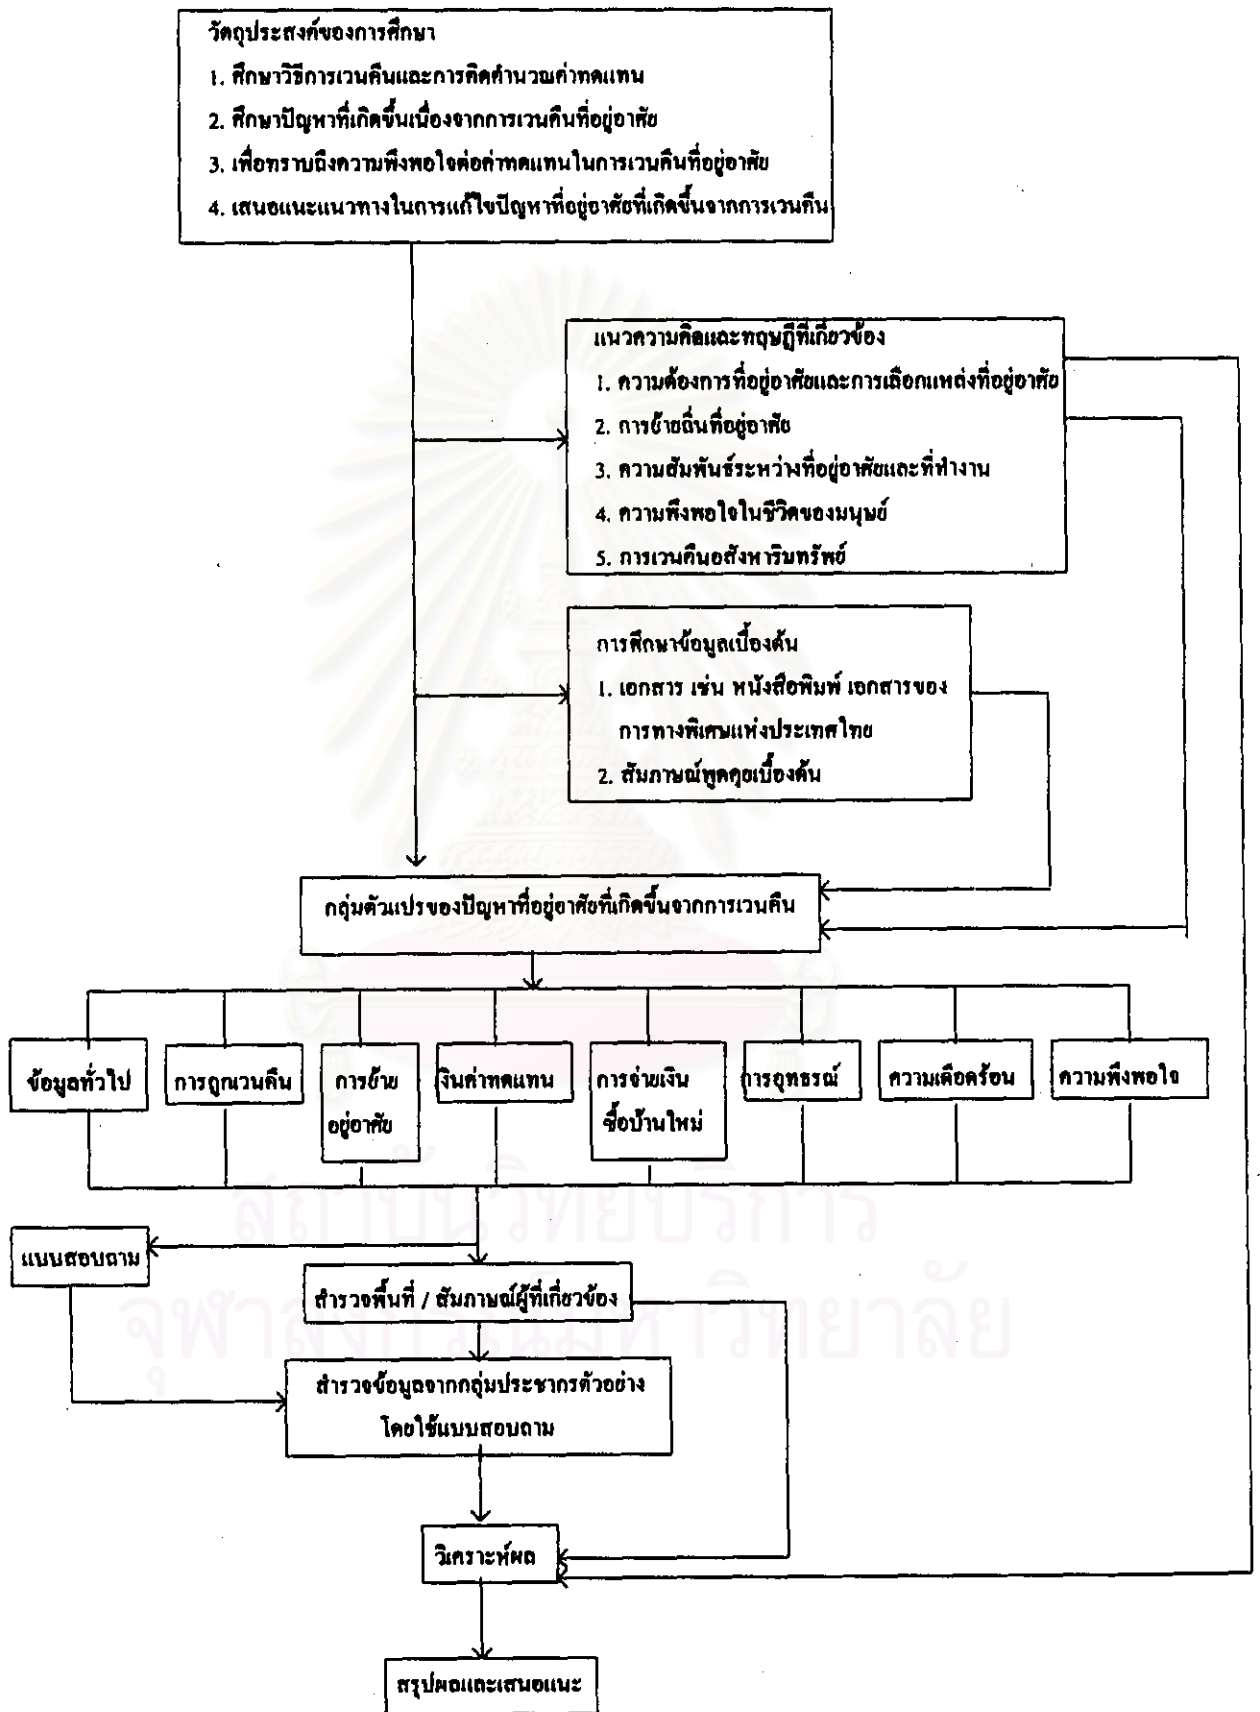 วัตถุประสงค์ของการศึกษา
1. ศึกษาวิธีการเวนคืนและการคิดคำนวณค่าทดแทน
2. ศึกษาปัญหาที่เกิดขึ้นเนื่องจากการเวนคืนที่อยู่อาศัย
3. เพื่อทราบถึงความพึงพอใจต่อค่าทดแทนในการเวนคืนที่อยู่อาศัย
4. เสนอแนะแนวทางในการแก้ไขปัญหาที่อยู่อาศัยที่เกิดขึ้นจากการเวนคืน
แนวความคิดและทฤษฎีที่เกี่ยวข้อง
1. ความต้องการที่อยู่อาศัยและการเลือกแหล่งที่อยู่อาศัย
2. การย้ายถิ่นที่อยู่อาศัย
3. ความสัมพันธ์ระหว่างที่อยู่อาศัยและที่ทำงาน
4. ความพึงพอใจในชีวิตของมนุษย์
5. การเวนคืนอสังหาริมทรัพย์
การศึกษาข้อมูลเบื้องต้น
1. เอกสาร เช่น หนังสือพิมพ์ เอกสารของ
การทางพิเศษแห่งประเทศไทย
2. สัมภาษณ์พูดคุยเบื้องต้น
กลุ่มตัวแปรของปัญหาที่อยู่อาศัยที่เกิดขึ้นจากการเวนคืน
ข้อมูลทั่วไป
การถูกเวนคืน
การย้าย
อยู่อาศัย
เงินค่าทดแทน
การจ่ายเงิน
ซื้อบ้านใหม่
การอุทธรณ์
ความเดือดร้อน
ความพึงพอใจ
แบบสอบถาม
สำรวจพื้นที่ / สัมภาษณ์ผู้ที่เกี่ยวข้อง
สำรวจข้อมูลจากกลุ่มประชากรตัวอย่าง
โดยใช้แบบสอบถาม
วิเคราะห์ผล
สรุปผลและเสนอแนะ
สถาบันวิทยบริการ
จุฬาลงกรณ์มหาวิทยาลัย